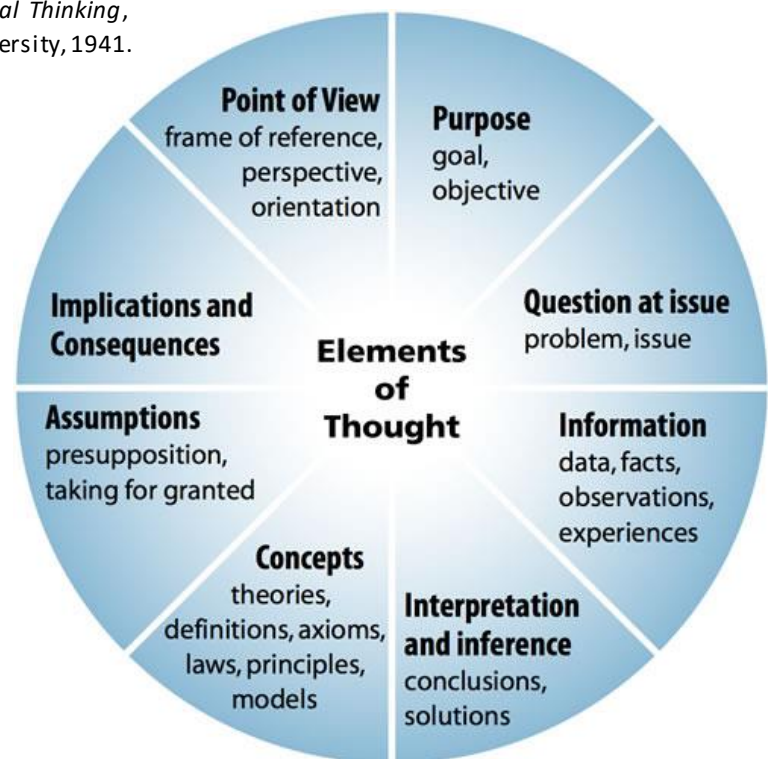 al Thinking,
ersity, 1941.
Point of View
frame of reference,
perspective,
orientation
Purpose
goal,
objective
Question at issue
problem, issue
Information
data, facts,
observations,
experiences
Interpretation
and inference
conclusions,
solutions
Concepts
theories,
definitions, axioms,
laws, principles,
models
Assumptions
presupposition,
taking for granted
Implications and
Consequences
Elements
of
Thought